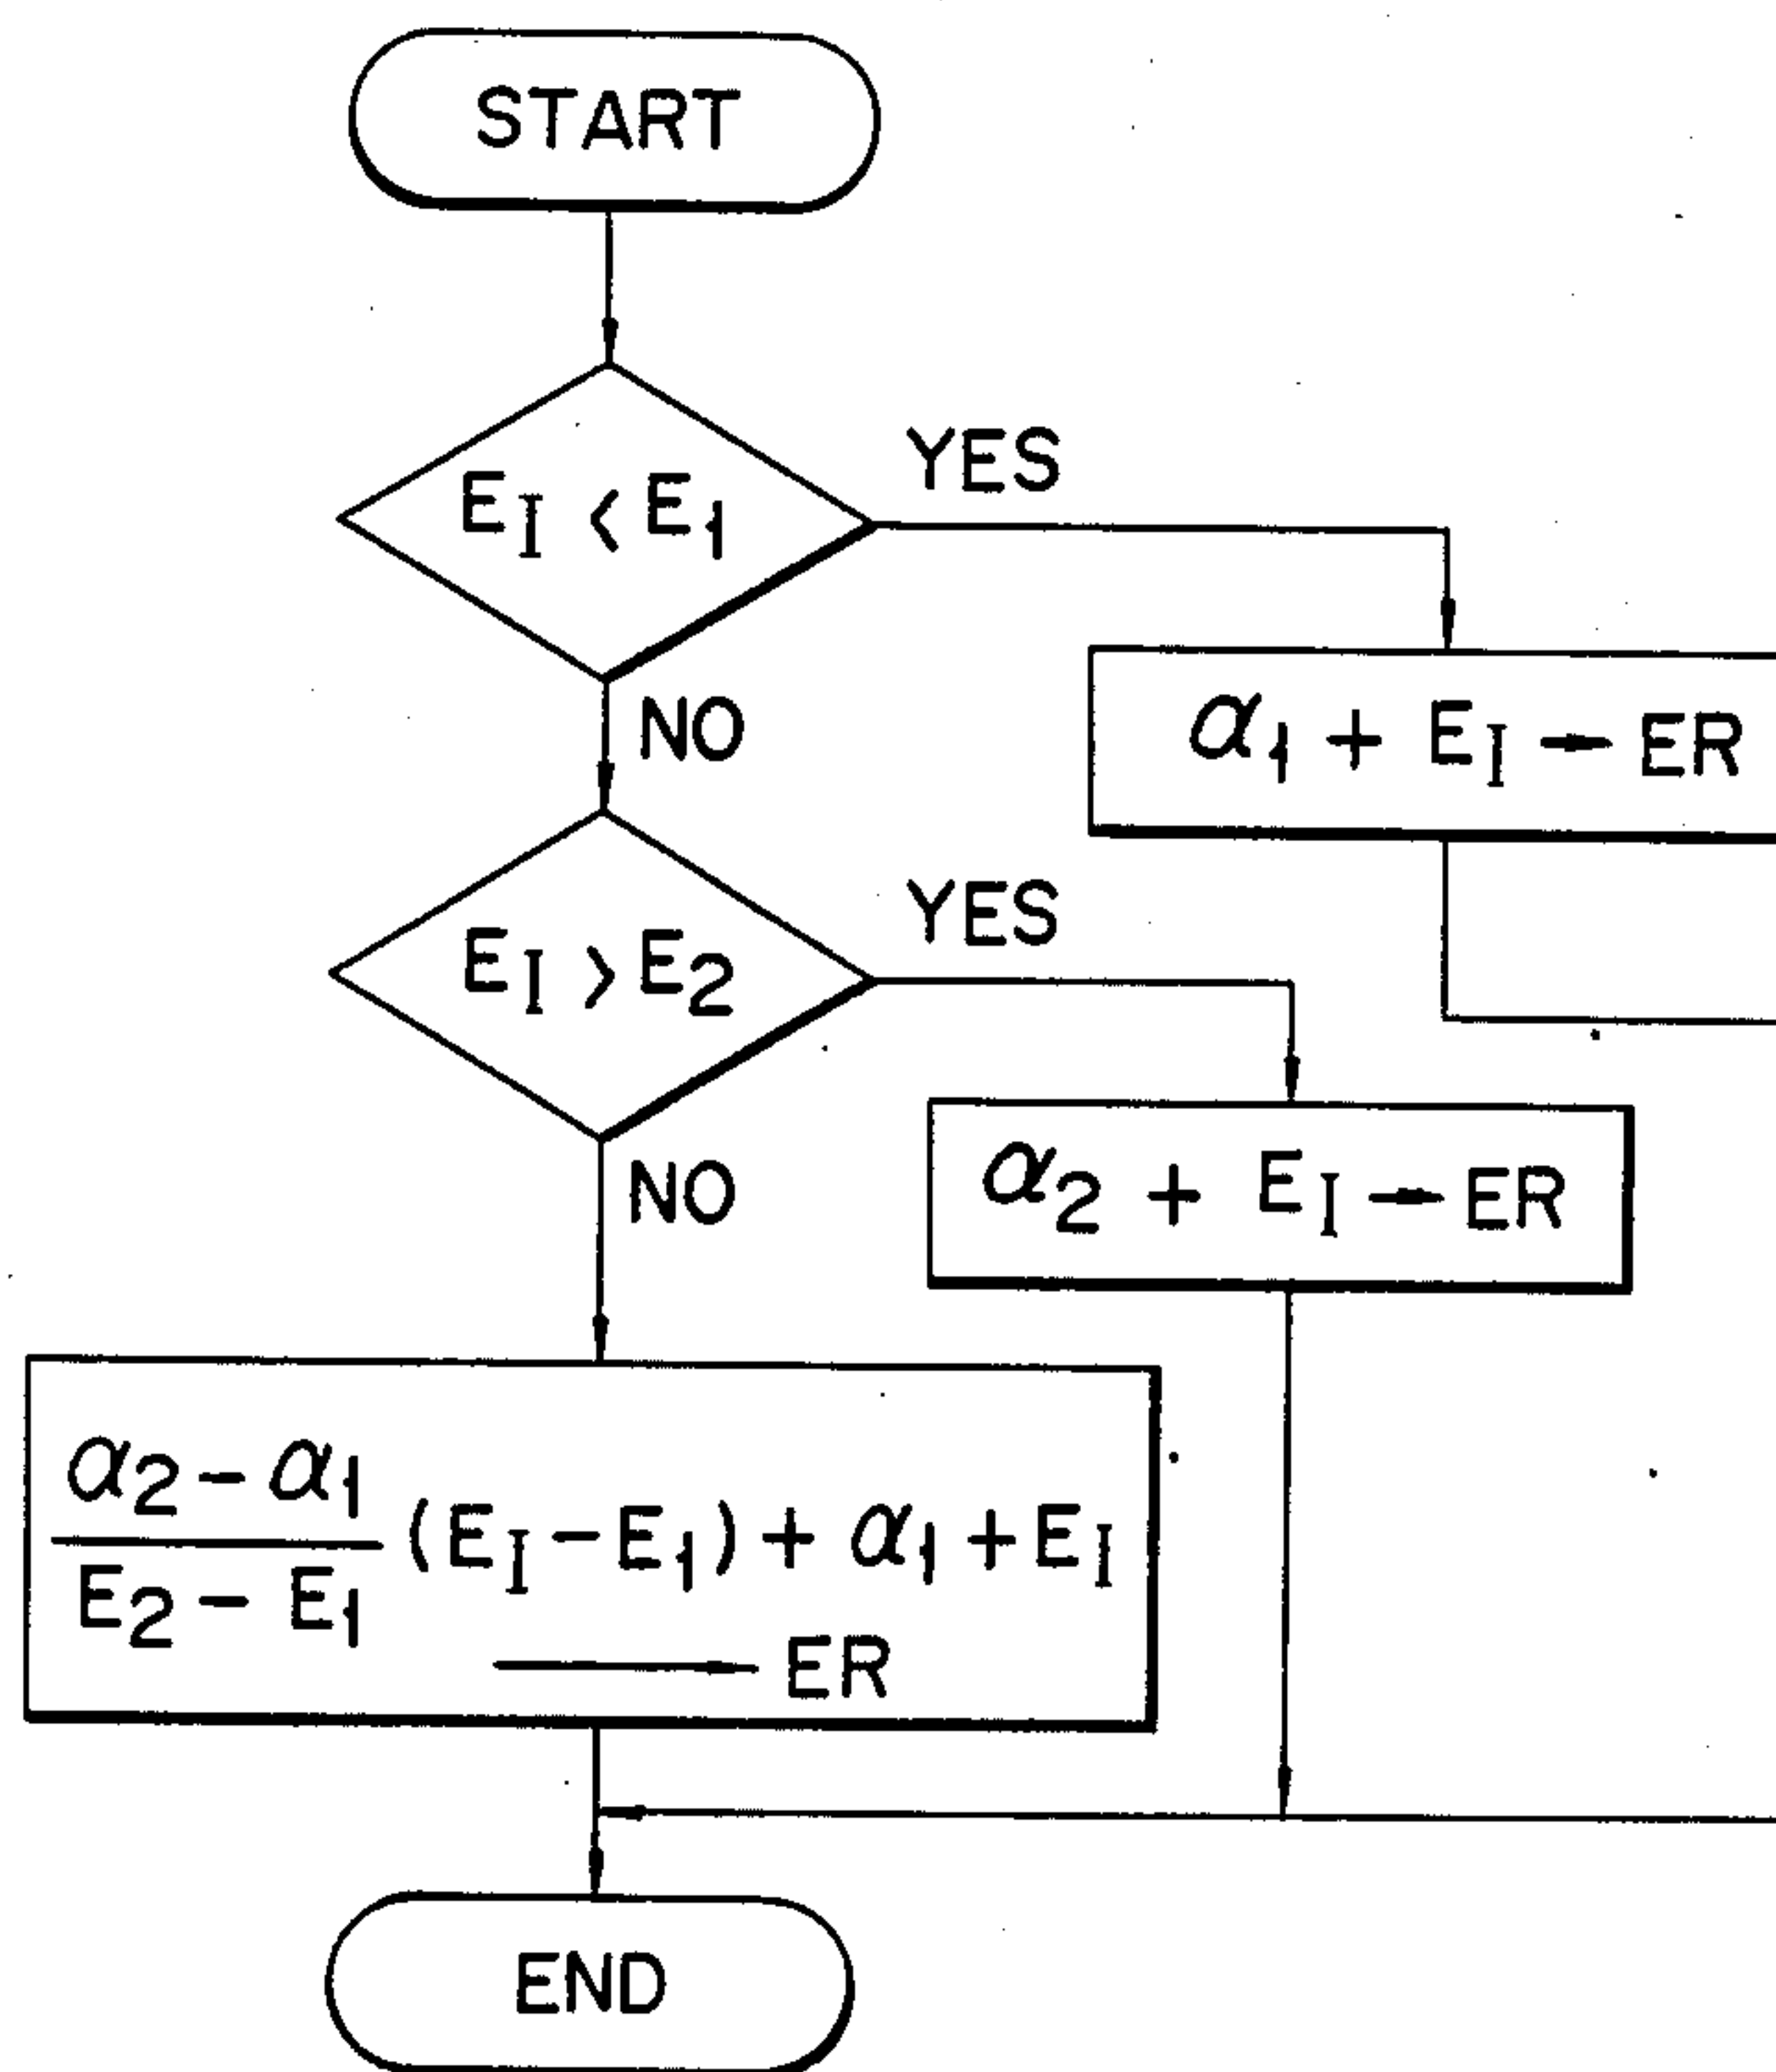 START
E_I < E_1
YES
NO
α_1 + E_I → ER
E_I > E_2
YES
NO
α_2 + E_I → ER
α_2 - α_1
E_2 - E_1
(E_I - E_1) + α_1 + E_I
→ ER
END